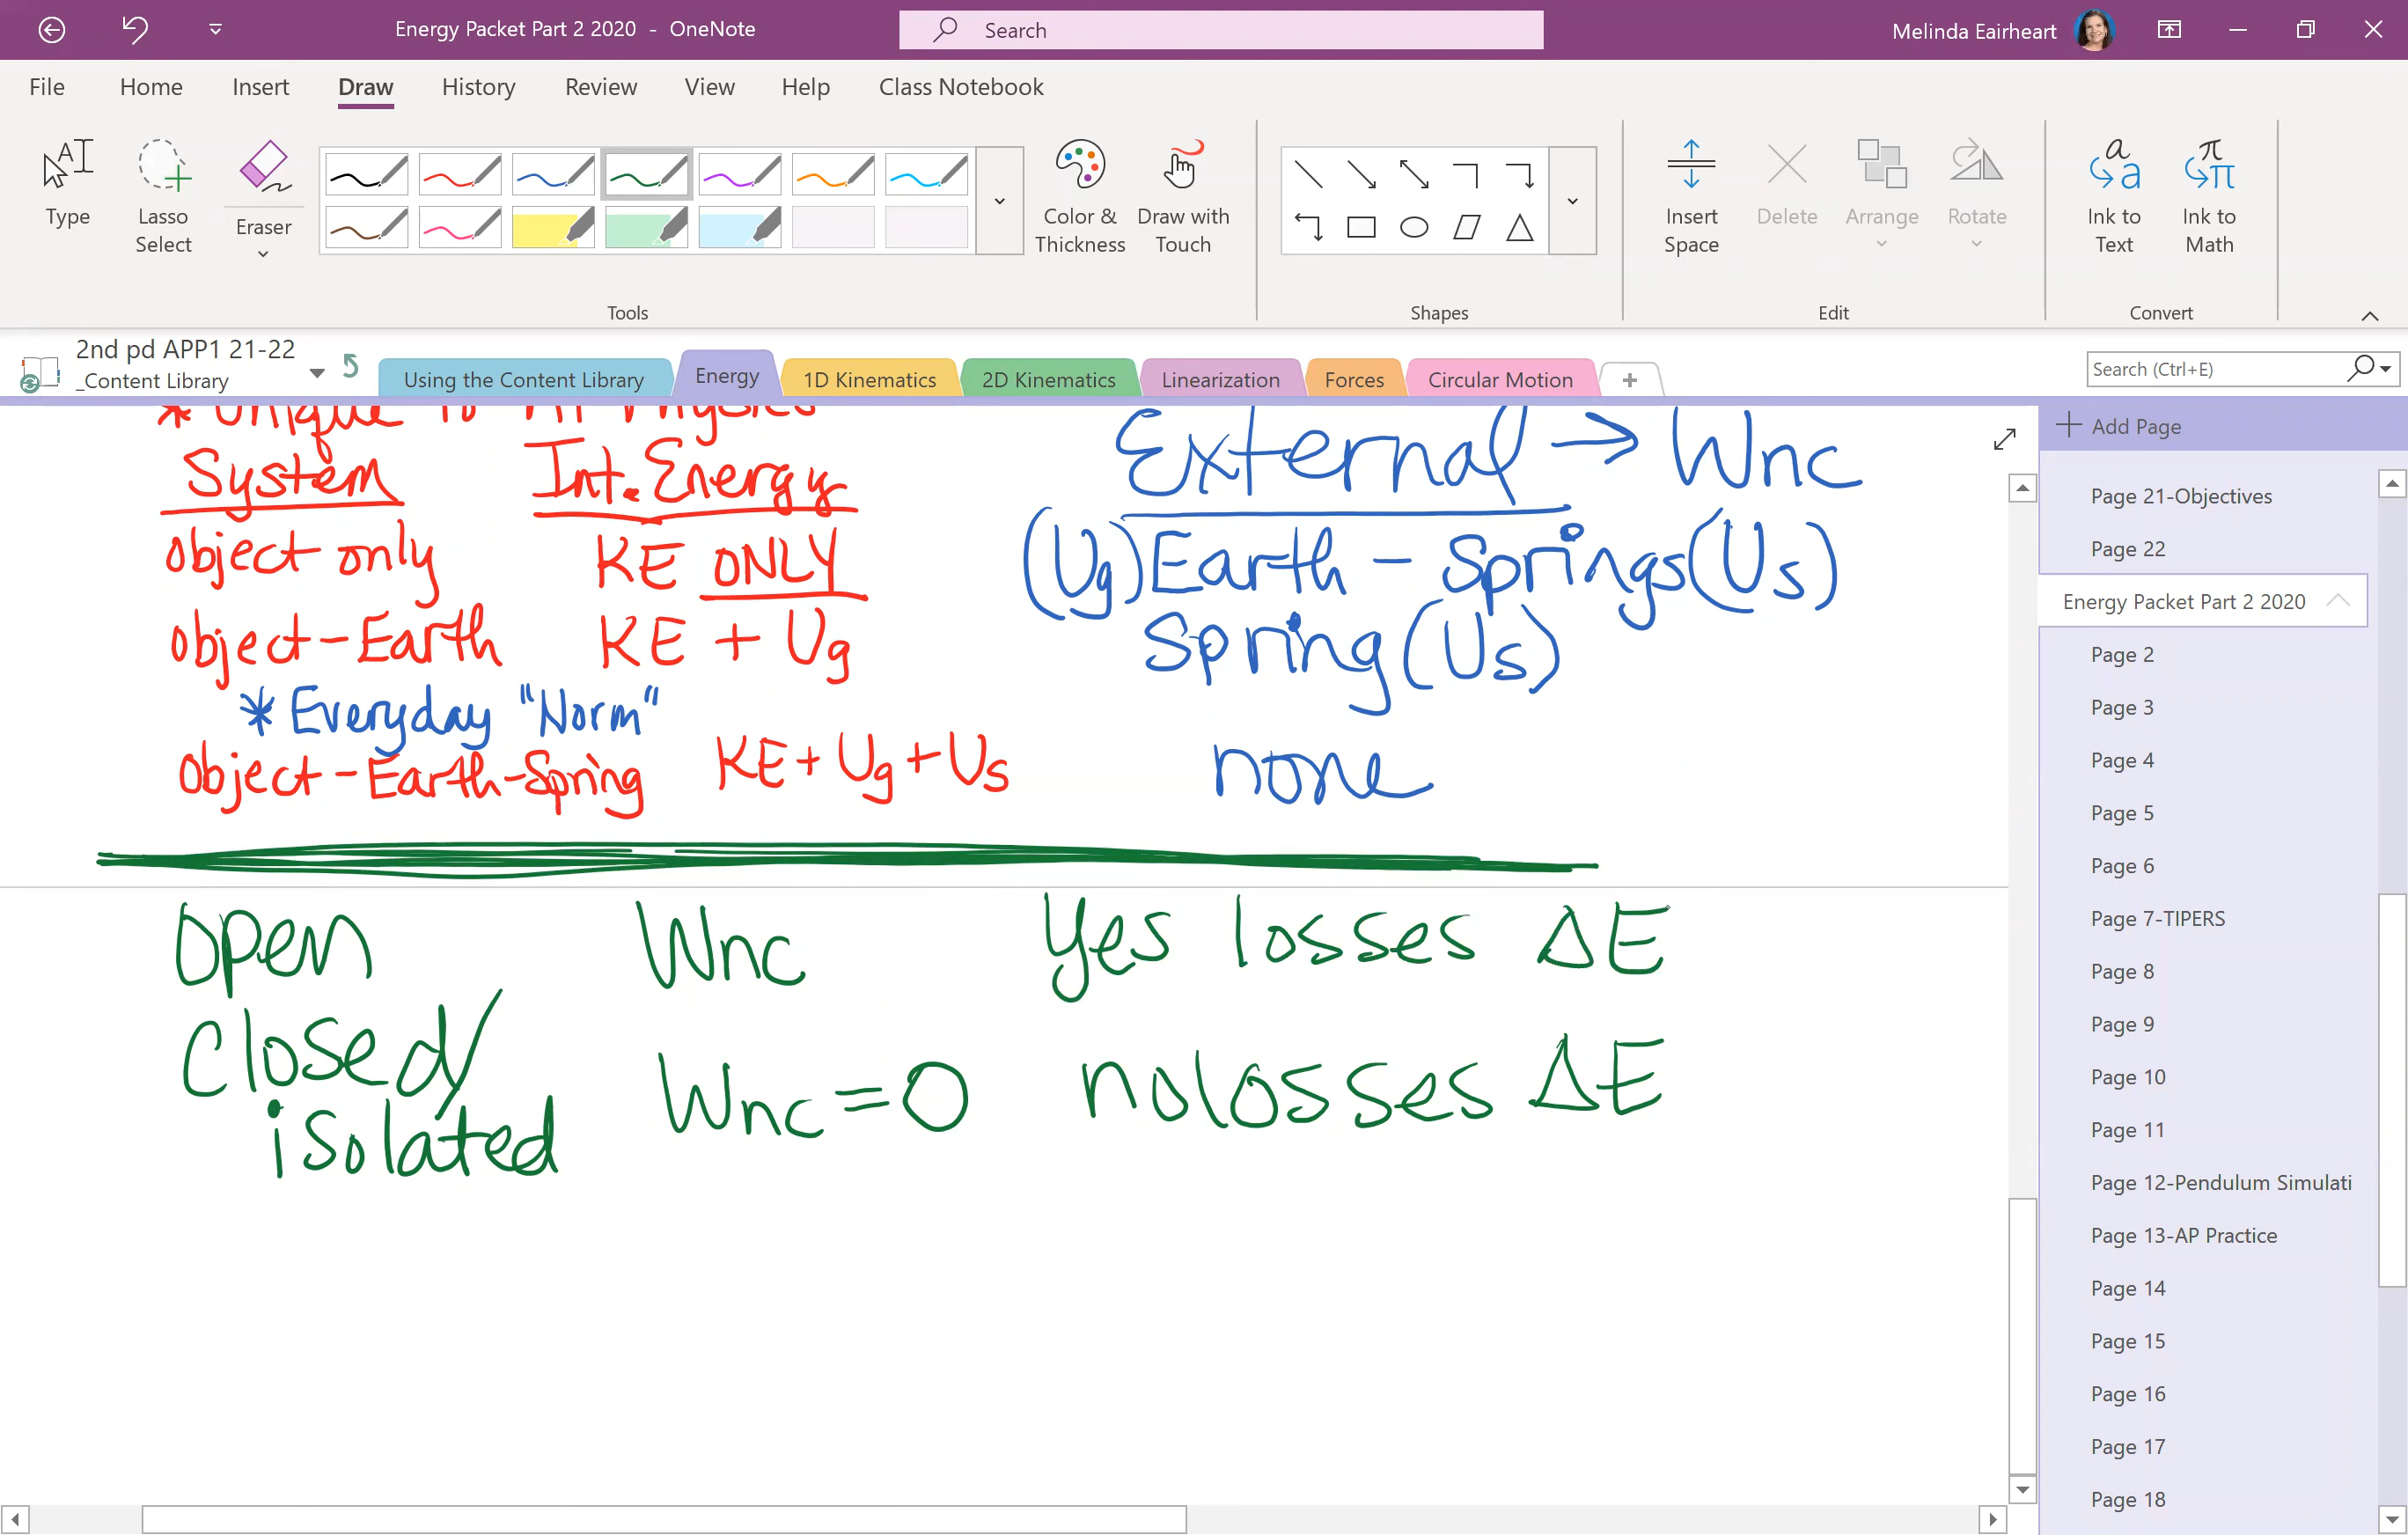 Energy Packet Part 2 2020 - OneNote
Search
Melinda Eairheart
File Home Insert Draw History Review View Help Class Notebook
Type
Lasso Select
Eraser
Color & Thickness
Draw with Touch
Insert Space
Delete
Arrange
Rotate
a a
Ink to Text
π π
Ink to Math
Tools
Shapes
Edit
Convert
2nd pd APP1 21-22
_Content Library
Using the Content Library
Energy
1D Kinematics
2D Kinematics
Linearization
Forces
Circular Motion
+
Search (Ctrl+E)
* Unique to AP Physics
System Int. Energy External → Wnc
object only KE ONLY (Ug) Earth - Springs (Us)
object - Earth KE + Ug Spring (Us)
* Everyday "Norm"
Object - Earth - Spring KE + Ug + Us none
Open Wnc Yes losses ΔE
Closed/ Wnc = 0 no losses ΔE
isolated
Add Page
Page 21-Objectives
Page 22
Energy Packet Part 2 2020
Page 2
Page 3
Page 4
Page 5
Page 6
Page 7-TIPERS
Page 8
Page 9
Page 10
Page 11
Page 12-Pendulum Simulati
Page 13-AP Practice
Page 14
Page 15
Page 16
Page 17
Page 18